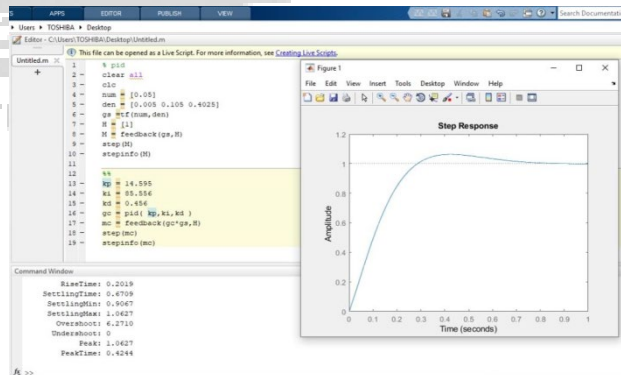 APPS EDITOR PUBLISH VIEW Search Documentati
Users ▸ TOSHIBA ▸ Desktop
Editor - C:\Users\TOSHIBA\Desktop\Untitled.m
This file can be opened as a Live Script. For more information, see Creating Live Scripts.
Untitled.m
+
1 % pid
2 - clear all
3 - clc
4 - num = [0.05]
5 - den = [0.005 0.105 0.4025]
6 - gs =tf(num,den)
7 - H = [1]
8 - M = feedback(gs,H)
9 - step(M)
10 - stepinfo(M)
11
12 %%
13 - kp = 14.595
14 - ki = 85.556
15 - kd = 0.456
16 - gc = pid( kp,ki,kd )
17 - mc = feedback(gc*gs,H)
18 - step(mc)
19 - stepinfo(mc)
Figure 1
File Edit View Insert Tools Desktop Window Help
Step Response
Amplitude
1.2
1
0.8
0.6
0.4
0.2
0
0 0.1 0.2 0.3 0.4 0.5 0.6 0.7 0.8 0.9 1
Time (seconds)
Command Window
RiseTime: 0.2019
SettlingTime: 0.6709
SettlingMin: 0.9067
SettlingMax: 1.0627
Overshoot: 6.2710
Undershoot: 0
Peak: 1.0627
PeakTime: 0.4244
fx >>